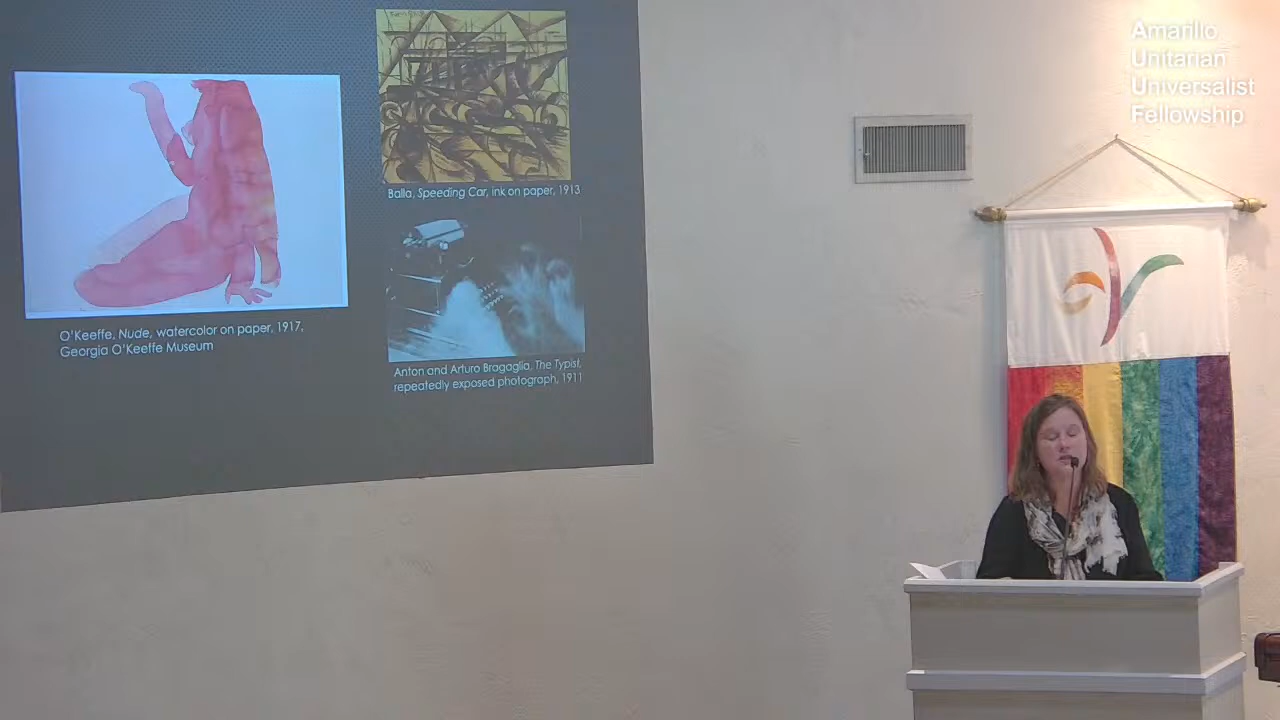 Amarillo
Unitarian
Universalist
Fellowship
Balla, Speeding Car, ink on paper, 1913
O'Keeffe, Nude, watercolor on paper, 1917,
Georgia O'Keeffe Museum
Anton and Arturo Bragaglia, The Typist,
repeatedly exposed photograph, 1911